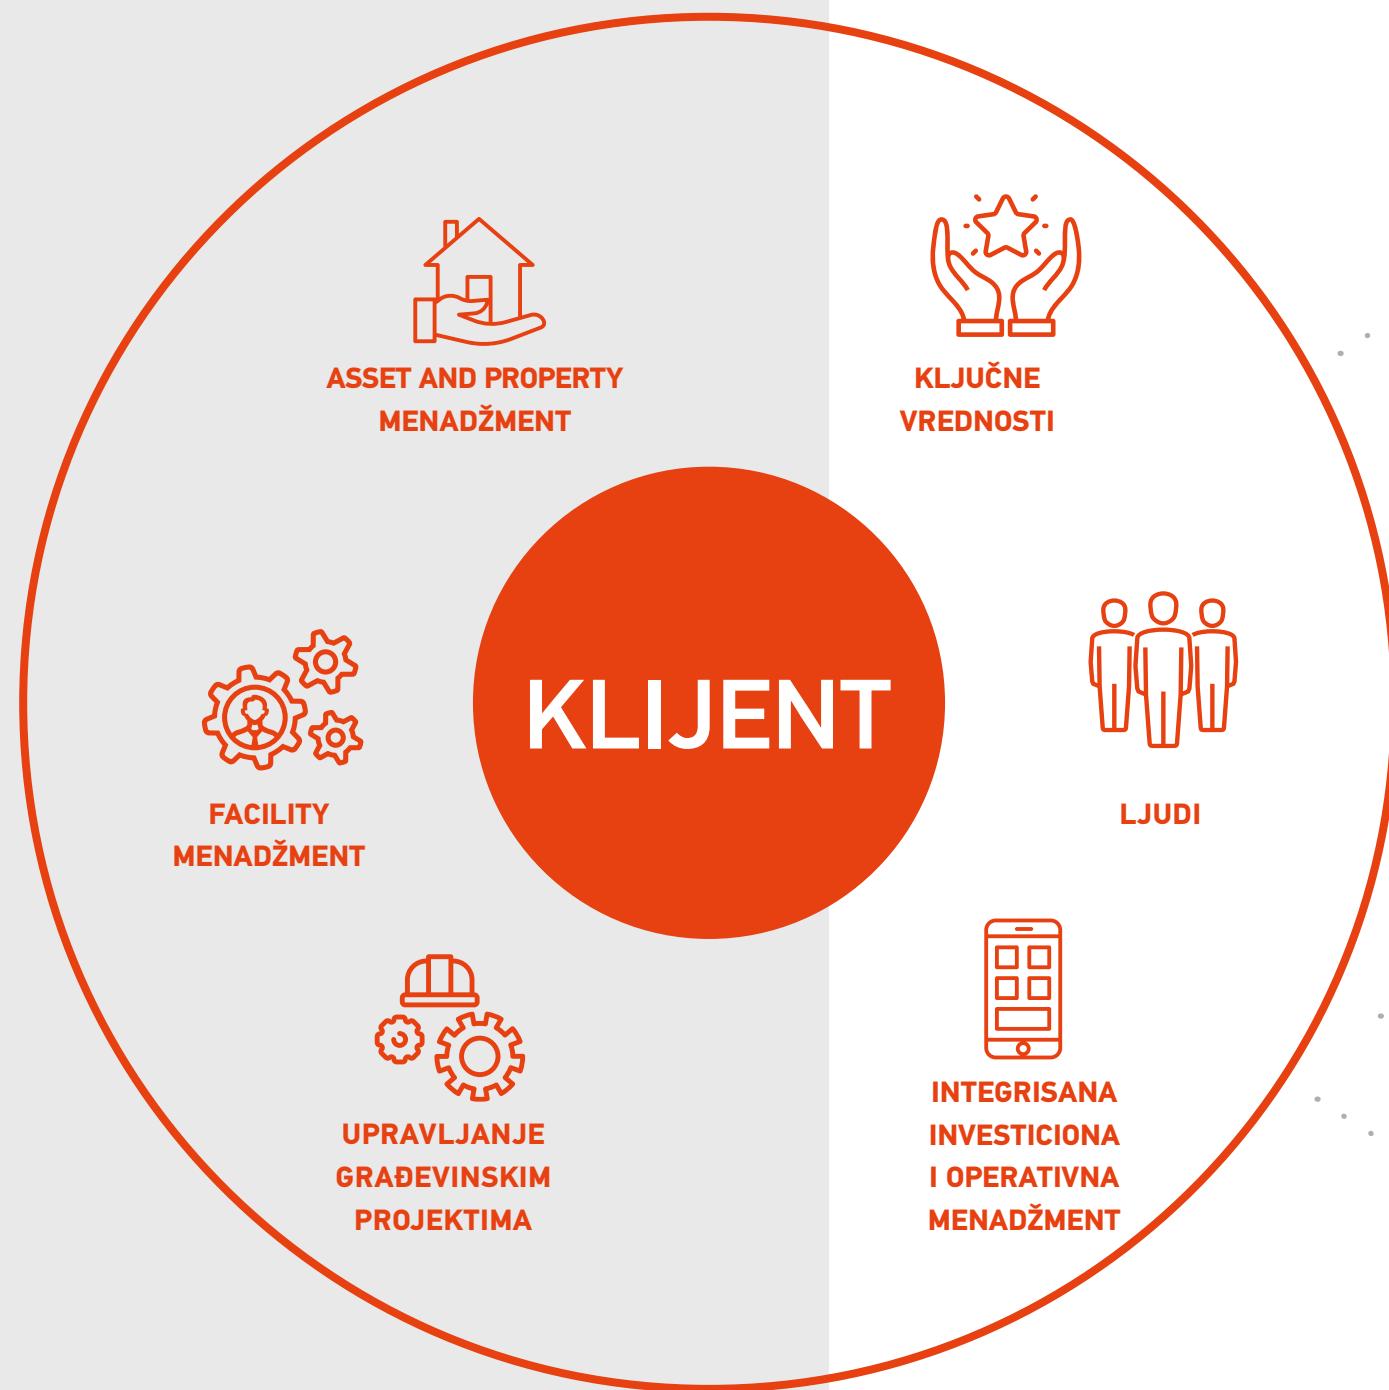 ASSET AND PROPERTY
MENADŽMENT
KLJUČNE
VREDNOSTI
KLIJENT
FACILITY
MENADŽMENT
LJUDI
UPRAVLJANJE
GRAĐEVINSKIM
PROJEKTIMA
INTEGRISANA
INVESTICIONA
I OPERATIVNA
MENADŽMENT